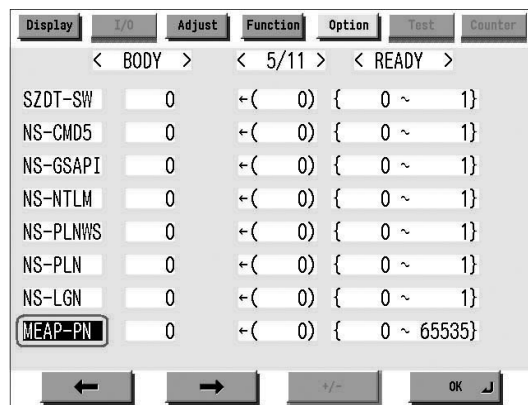 Display I/O Adjust Function Option Test Counter
< BODY > < 5/11 > < READY >
SZDT-SW 0 ←( 0) { 0 ~ 1}
NS-CMD5 0 ←( 0) { 0 ~ 1}
NS-GSAPI 0 ←( 0) { 0 ~ 1}
NS-NTLM 0 ←( 0) { 0 ~ 1}
NS-PLNWS 0 ←( 0) { 0 ~ 1}
NS-PLN 0 ←( 0) { 0 ~ 1}
NS-LGN 0 ←( 0) { 0 ~ 1}
MEAP-PN 0 ←( 0) { 0 ~ 65535}
← → +/- OK ↵